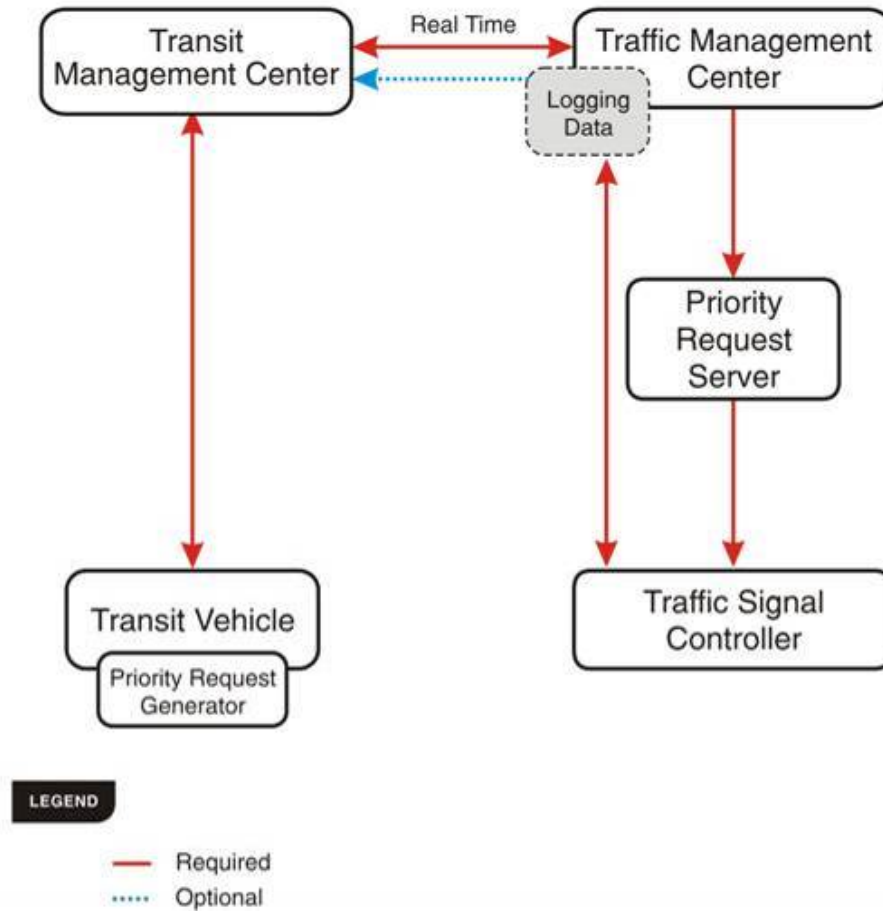 Transit
Management Center
Real Time
Traffic Management
Center
Logging
Data
Priority
Request
Server
Transit Vehicle
Priority Request
Generator
Traffic Signal
Controller
LEGEND
Required
Optional